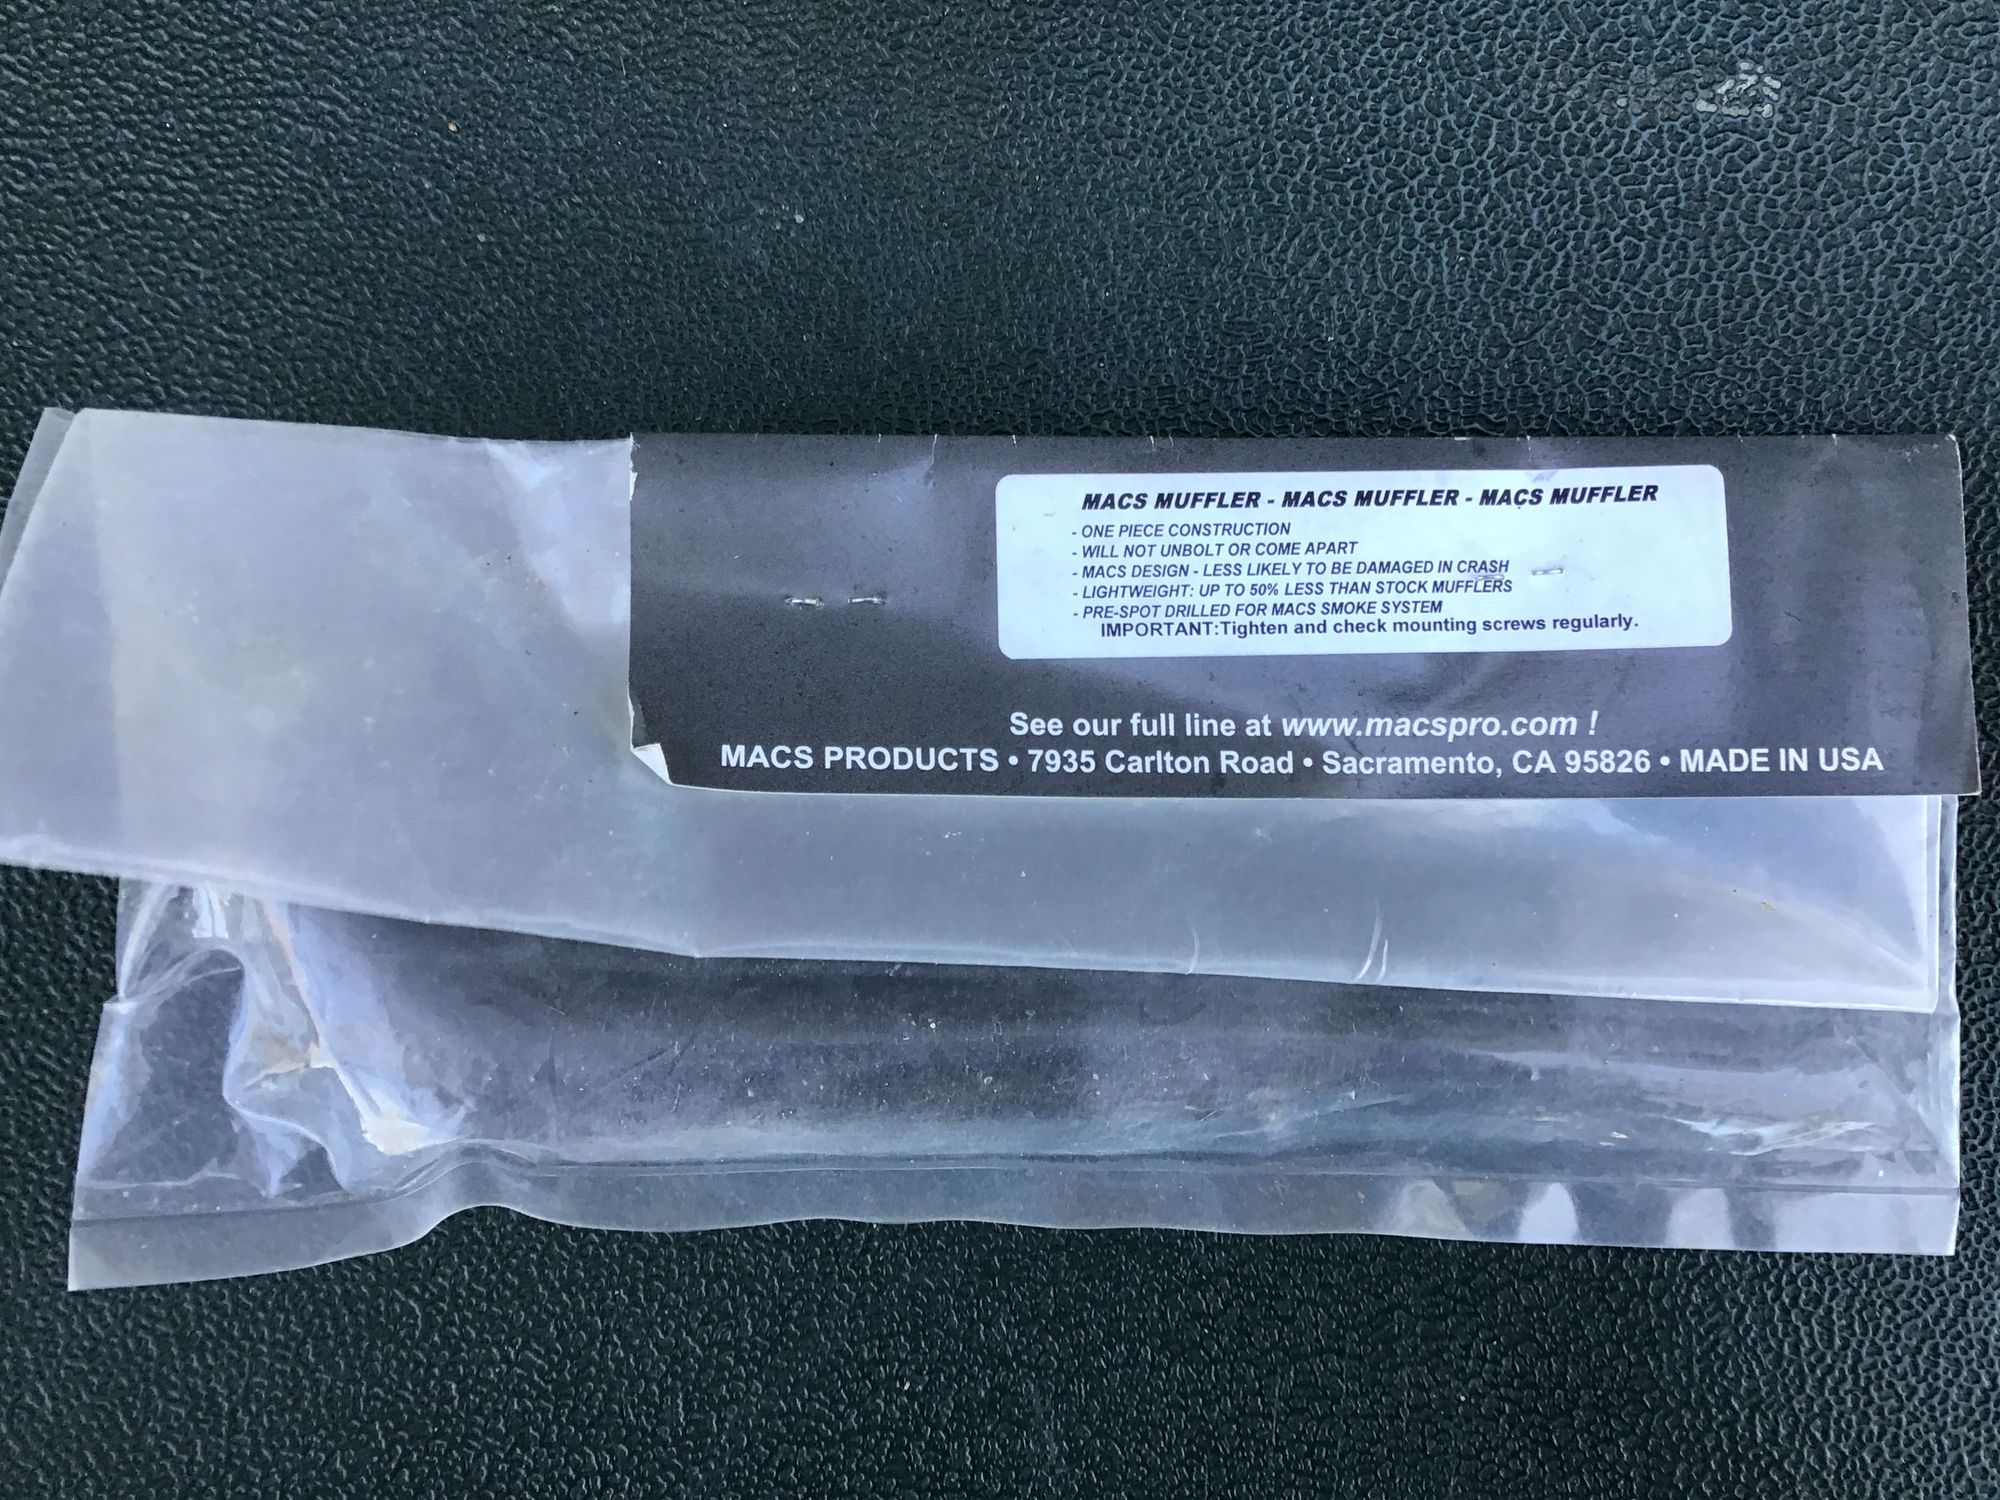 MACS MUFFLER - MACS MUFFLER - MACS MUFFLER
- ONE PIECE CONSTRUCTION
- WILL NOT UNBOLT OR COME APART
- MACS DESIGN - LESS LIKELY TO BE DAMAGED IN CRASH
- LIGHTWEIGHT: UP TO 50% LESS THAN STOCK MUFFLERS
- PRE-SPOT DRILLED FOR MACS SMOKE SYSTEM
IMPORTANT:Tighten and check mounting screws regularly.
See our full line at www.macspro.com !
MACS PRODUCTS • 7935 Carlton Road • Sacramento, CA 95826 • MADE IN USA